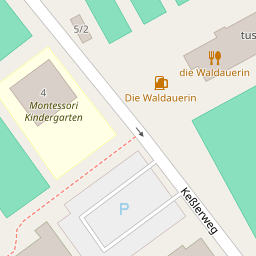 5/2
tus
die Waldauerin
4
Montessori
Kindergarten
Die Waldauerin
P
Keßlerweg